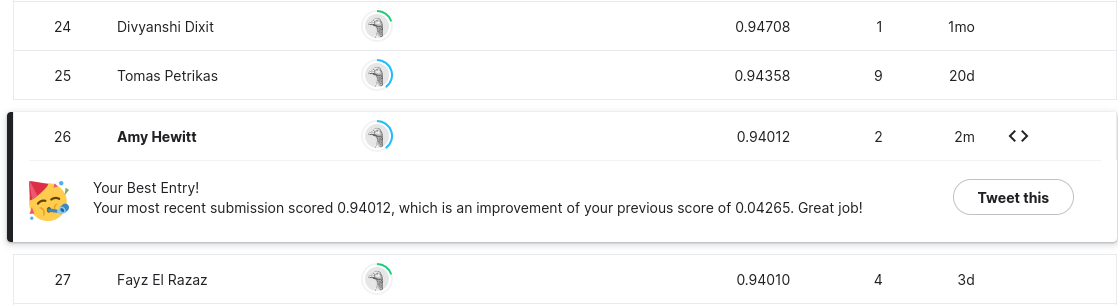 24 Divyanshi Dixit 0.94708 1 1mo
25 Tomas Petrikas 0.94358 9 20d
26 Amy Hewitt 0.94012 2 2m <>
Your Best Entry!
Your most recent submission scored 0.94012, which is an improvement of your previous score of 0.04265. Great job!
Tweet this
27 Fayz El Razaz 0.94010 4 3d